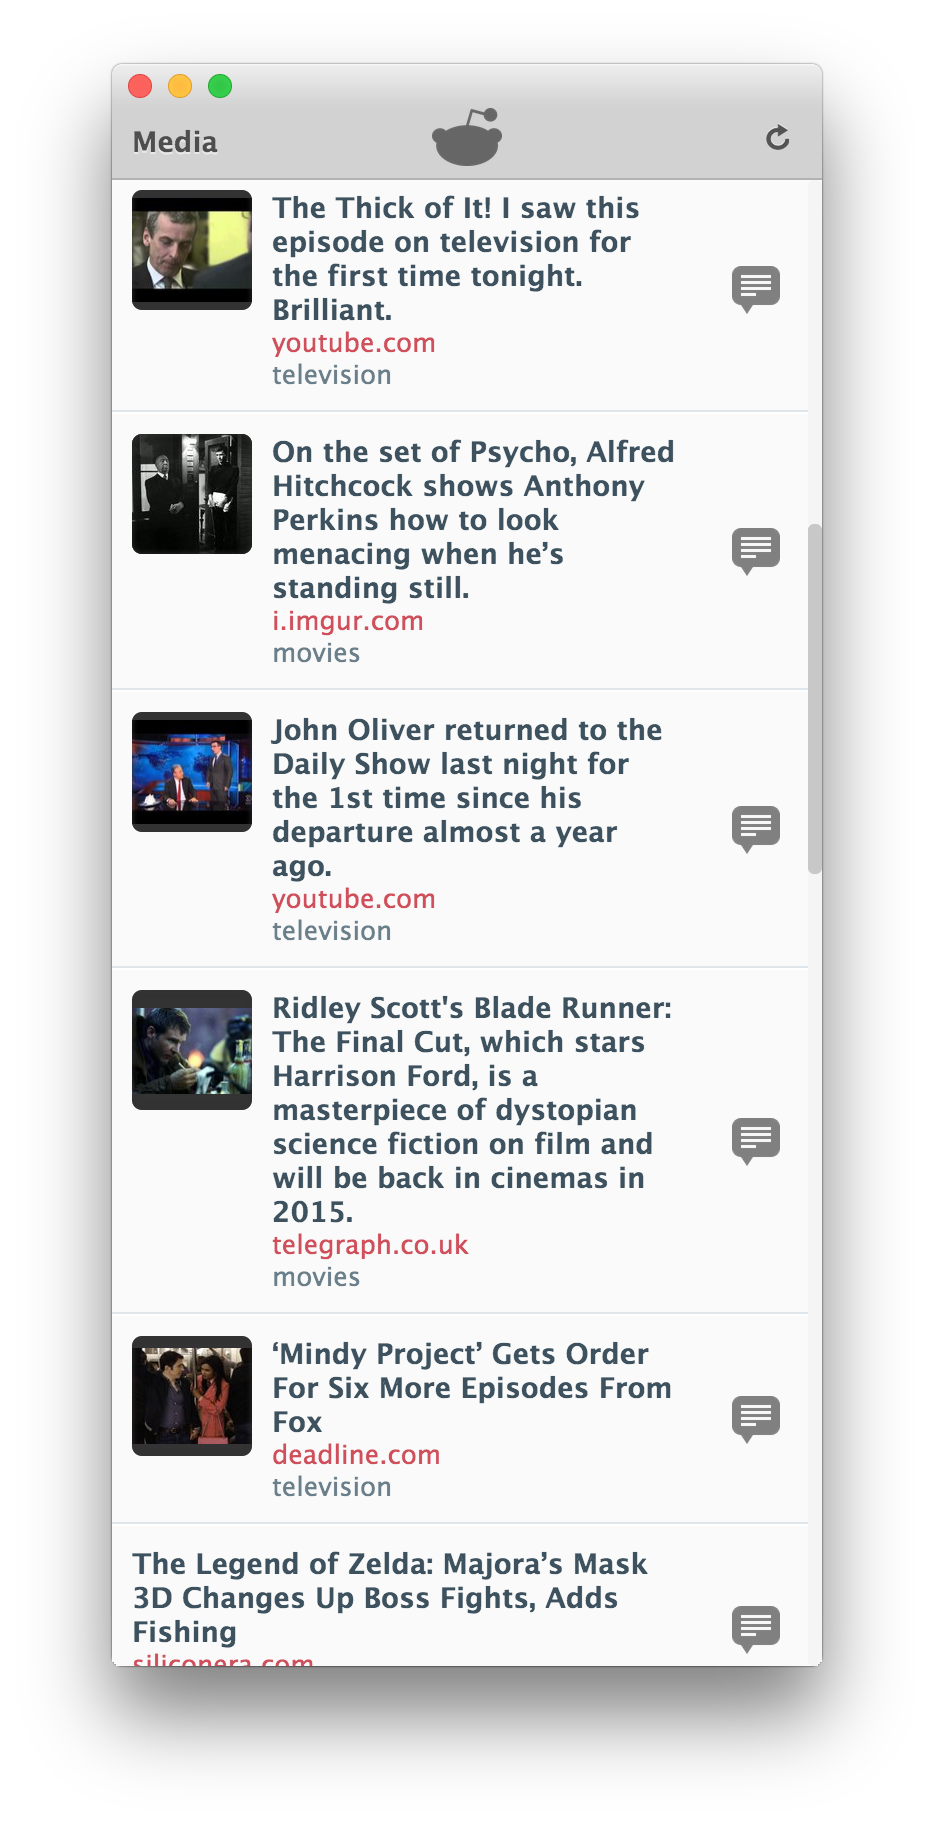 Media
The Thick of It! I saw this
episode on television for
the first time tonight.
Brilliant.
youtube.com
television
On the set of Psycho, Alfred
Hitchcock shows Anthony
Perkins how to look
menacing when he’s
standing still.
i.imgur.com
movies
John Oliver returned to the
Daily Show last night for
the 1st time since his
departure almost a year
ago.
youtube.com
television
Ridley Scott's Blade Runner:
The Final Cut, which stars
Harrison Ford, is a
masterpiece of dystopian
science fiction on film and
will be back in cinemas in
2015.
telegraph.co.uk
movies
‘Mindy Project’ Gets Order
For Six More Episodes From
Fox
deadline.com
television
The Legend of Zelda: Majora’s Mask
3D Changes Up Boss Fights, Adds
Fishing
siliconera.com